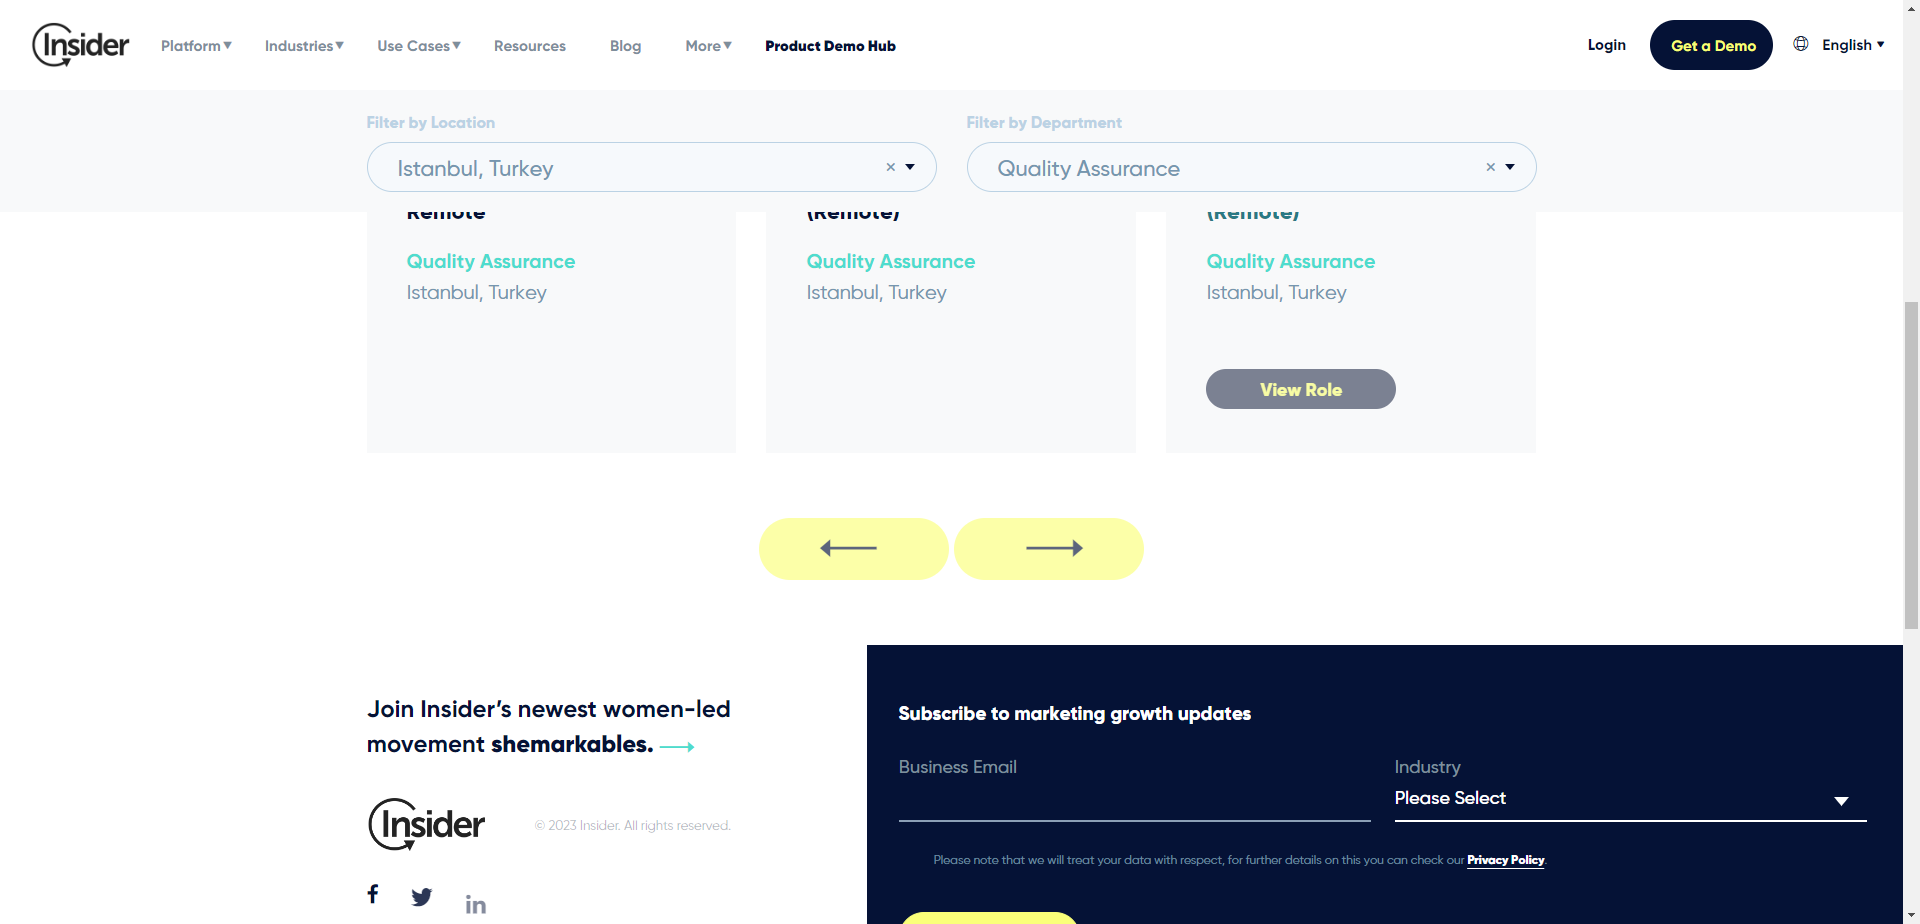 Insider Platform▼ Industries▼ Use Cases▼ Resources Blog More▼ Product Demo Hub Login Get a Demo English ▾
Filter by Location Filter by Department
Istanbul, Turkey × Quality Assurance ×
Remote (Remote) (Remote)
Quality Assurance Quality Assurance Quality Assurance
Istanbul, Turkey Istanbul, Turkey Istanbul, Turkey
View Role
Join Insider’s newest women-led
movement shemarkables.
Insider © 2023 Insider. All rights reserved.
Subscribe to marketing growth updates
Business Email Industry
Please Select
Please note that we will treat your data with respect, for further details on this you can check our Privacy Policy.